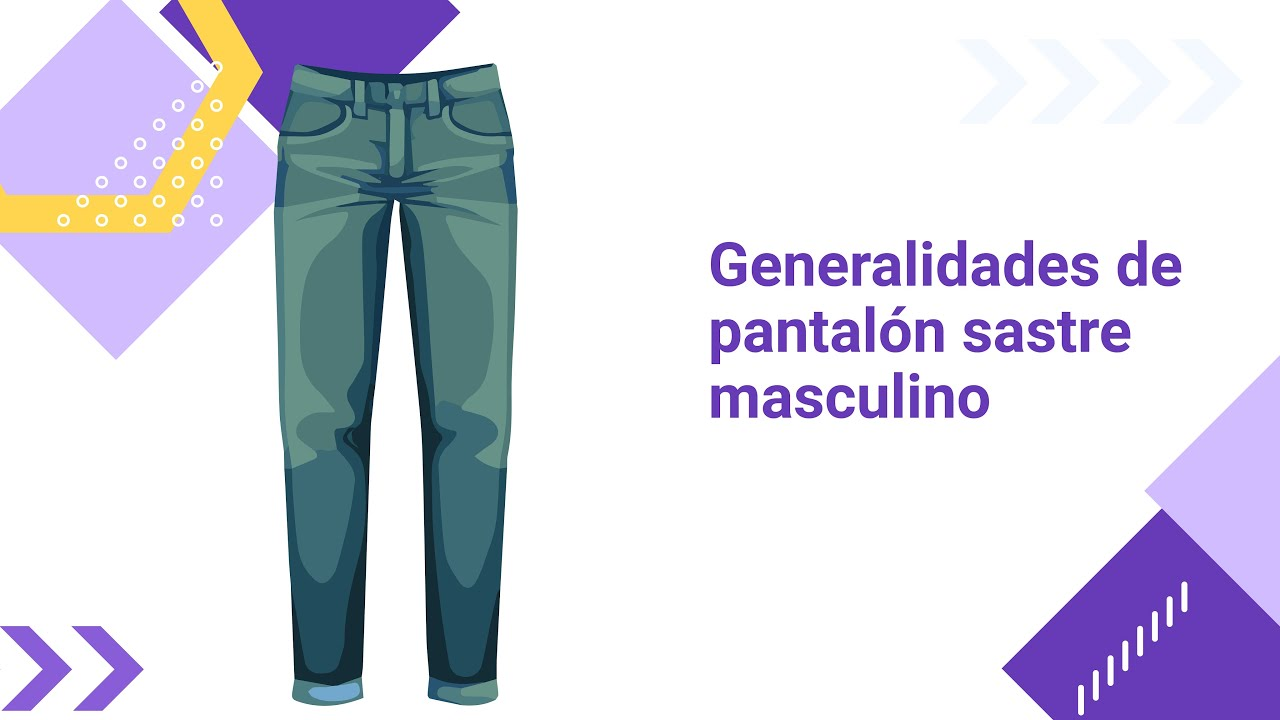 Generalidades de
pantalón sastre
masculino